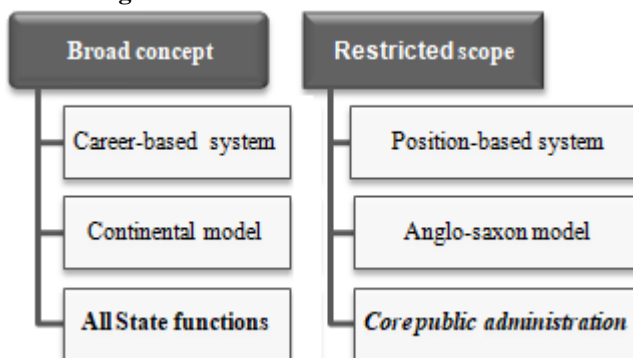 Broad concept
Career-based system
Continental model
All State functions
Restricted scope
Position-based system
Anglo-saxon model
Core public administration